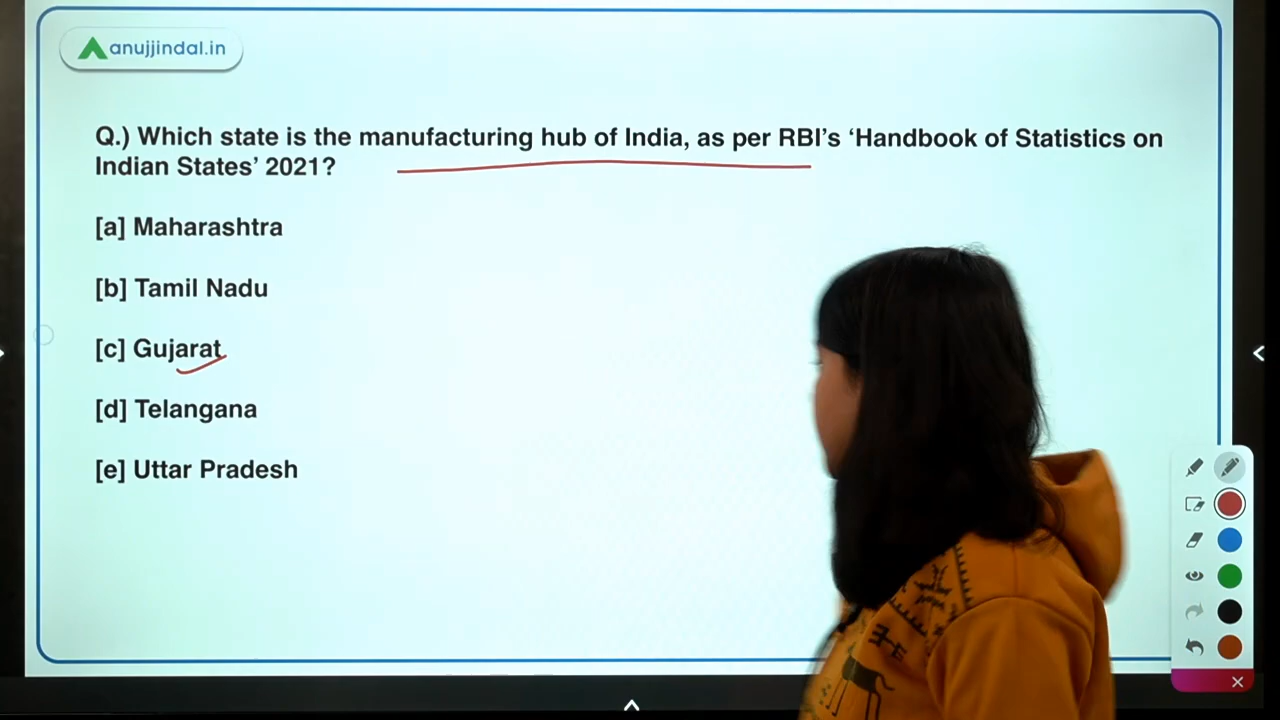 anujjindal.in
Q.) Which state is the manufacturing hub of India, as per RBI’s ‘Handbook of Statistics on
Indian States’ 2021?
[a] Maharashtra
[b] Tamil Nadu
[c] Gujarat
[d] Telangana
[e] Uttar Pradesh